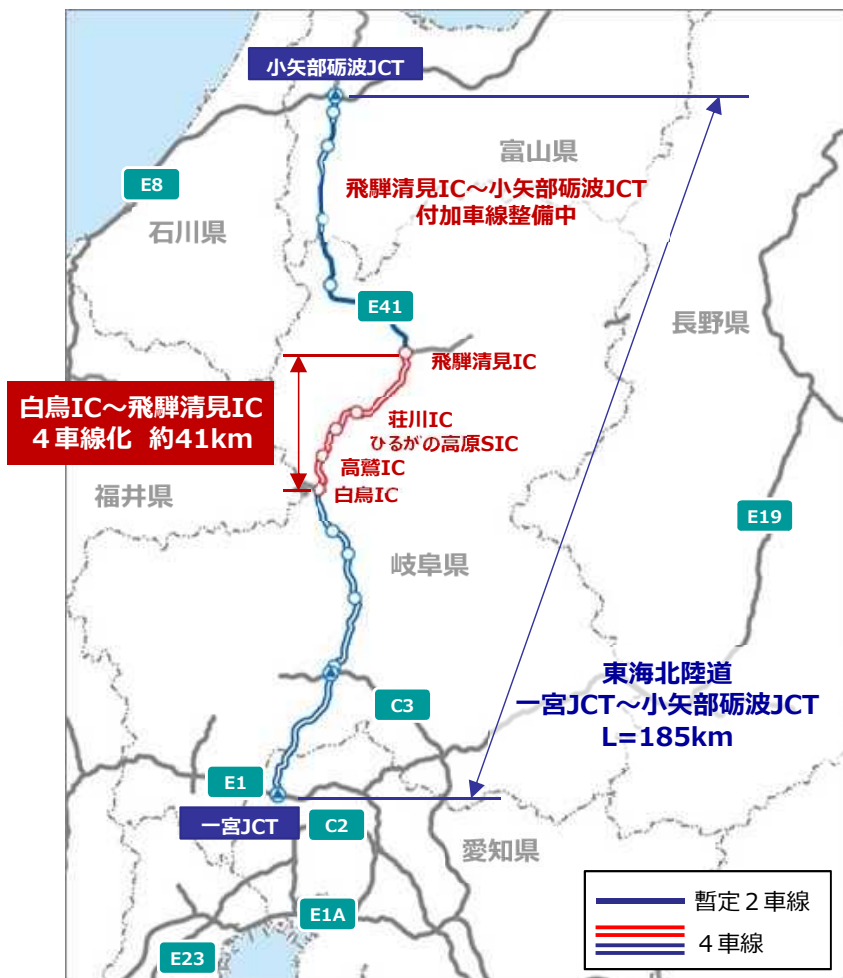 小矢部砺波JCT
富山県
E8
飛騨清見IC～小矢部砺波JCT
付加車線整備中
石川県
E41
長野県
飛騨清見IC
白鳥IC～飛騨清見IC
４車線化 約41km
荘川IC
ひるがの高原SIC
高鷲IC
白鳥IC
福井県
E19
岐阜県
東海北陸道
一宮JCT～小矢部砺波JCT
L=185km
C3
E1
一宮JCT
C2
愛知県
E1A
E23
暫定２車線
４車線